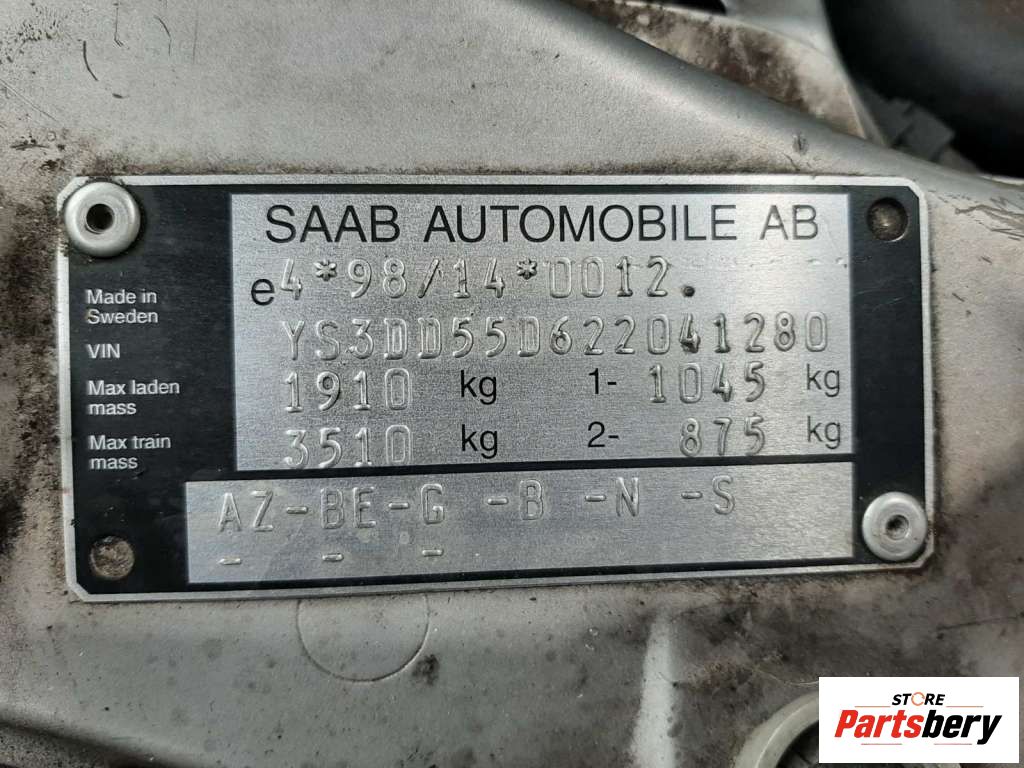 SAAB AUTOMOBILE AB
e4*98/14*0012.
Made in
Sweden
VIN YS3DD55D622041280
Max laden
mass 1910 kg 1- 1045 kg
Max train
mass 3510 kg 2- 875 kg
AZ-BE-G -B -N -S
- - -
STORE
Partsbery